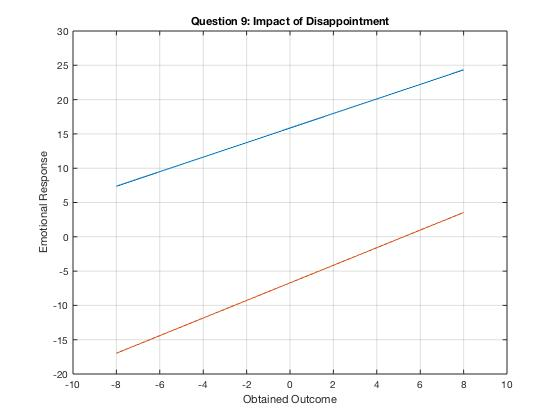 Question 9: Impact of Disappointment
30
25
20
15
10
5
0
-5
-10
-15
-20
Emotional Response
-10 -8 -6 -4 -2 0 2 4 6 8 10
Obtained Outcome